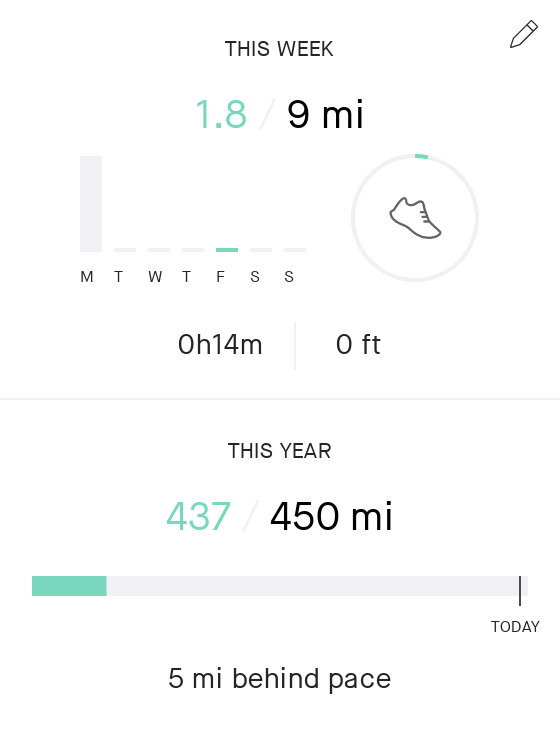 THIS WEEK
1.8 / 9 mi
M T W T F S S
0h14m 0 ft
THIS YEAR
437 / 450 mi
TODAY
5 mi behind pace